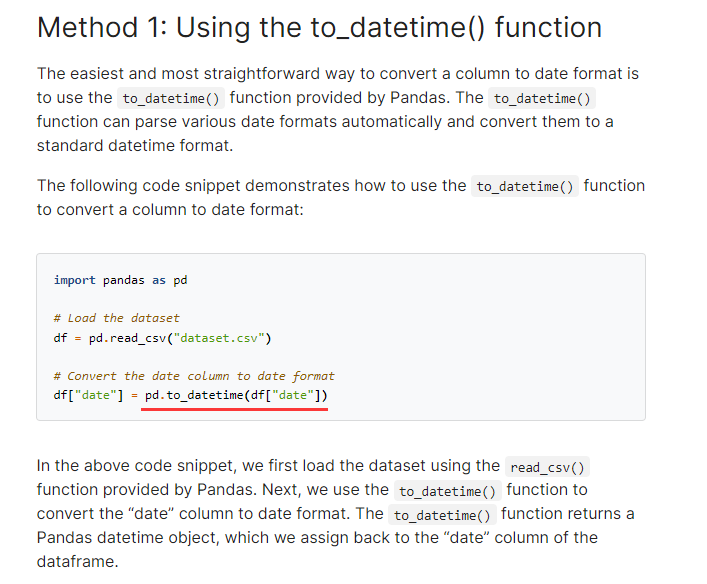 Method 1: Using the to_datetime() function
The easiest and most straightforward way to convert a column to date format is
to use the to_datetime() function provided by Pandas. The to_datetime()
function can parse various date formats automatically and convert them to a
standard datetime format.
The following code snippet demonstrates how to use the to_datetime() function
to convert a column to date format:
import pandas as pd
# Load the dataset
df = pd.read_csv("dataset.csv")
# Convert the date column to date format
df["date"] = pd.to_datetime(df["date"])
In the above code snippet, we first load the dataset using the read_csv()
function provided by Pandas. Next, we use the to_datetime() function to
convert the “date” column to date format. The to_datetime() function returns a
Pandas datetime object, which we assign back to the “date” column of the
dataframe.